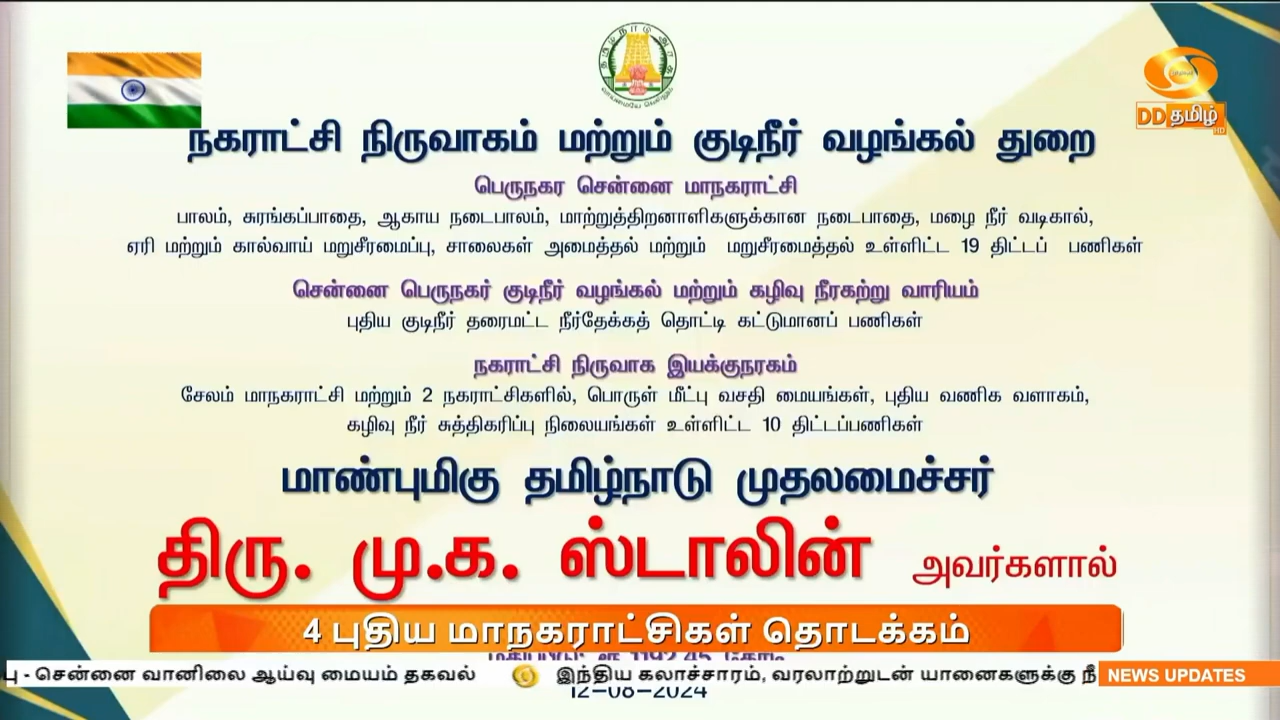 DD தமிழ் HD
நகராட்சி நிருவாகம் மற்றும் குடிநீர் வழங்கல் துறை
பெருநகர சென்னை மாநகராட்சி
பாலம், சுரங்கப்பாதை, ஆகாய நடைபாலம், மாற்றுத்திறனாளிகளுக்கான நடைபாதை, மழை நீர் வடிகால்,
ஏரி மற்றும் கால்வாய் மறுசீரமைப்பு, சாலைகள் அமைத்தல் மற்றும் மறுசீரமைத்தல் உள்ளிட்ட 19 திட்டப் பணிகள்
சென்னை பெருநகர் குடிநீர் வழங்கல் மற்றும் கழிவு நீரகற்று வாரியம்
புதிய குடிநீர் தரைமட்ட நீர்தேக்கத் தொட்டி கட்டுமானப் பணிகள்
நகராட்சி நிருவாக இயக்குநரகம்
சேலம் மாநகராட்சி மற்றும் 2 நகராட்சிகளில், பொருள் மீட்பு வசதி மையங்கள், புதிய வணிக வளாகம்,
கழிவு நீர் சுத்திகரிப்பு நிலையங்கள் உள்ளிட்ட 10 திட்டப்பணிகள்
மாண்புமிகு தமிழ்நாடு முதலமைச்சர்
திரு. மு.க. ஸ்டாலின் அவர்களால்
4 புதிய மாநகராட்சிகள் தொடக்கம்
பு - சென்னை வானிலை ஆய்வு மையம் தகவல் இந்திய கலாச்சாரம், வரலாற்றுடன் யானைகளுக்கு நீ NEWS UPDATES
12-08-2024